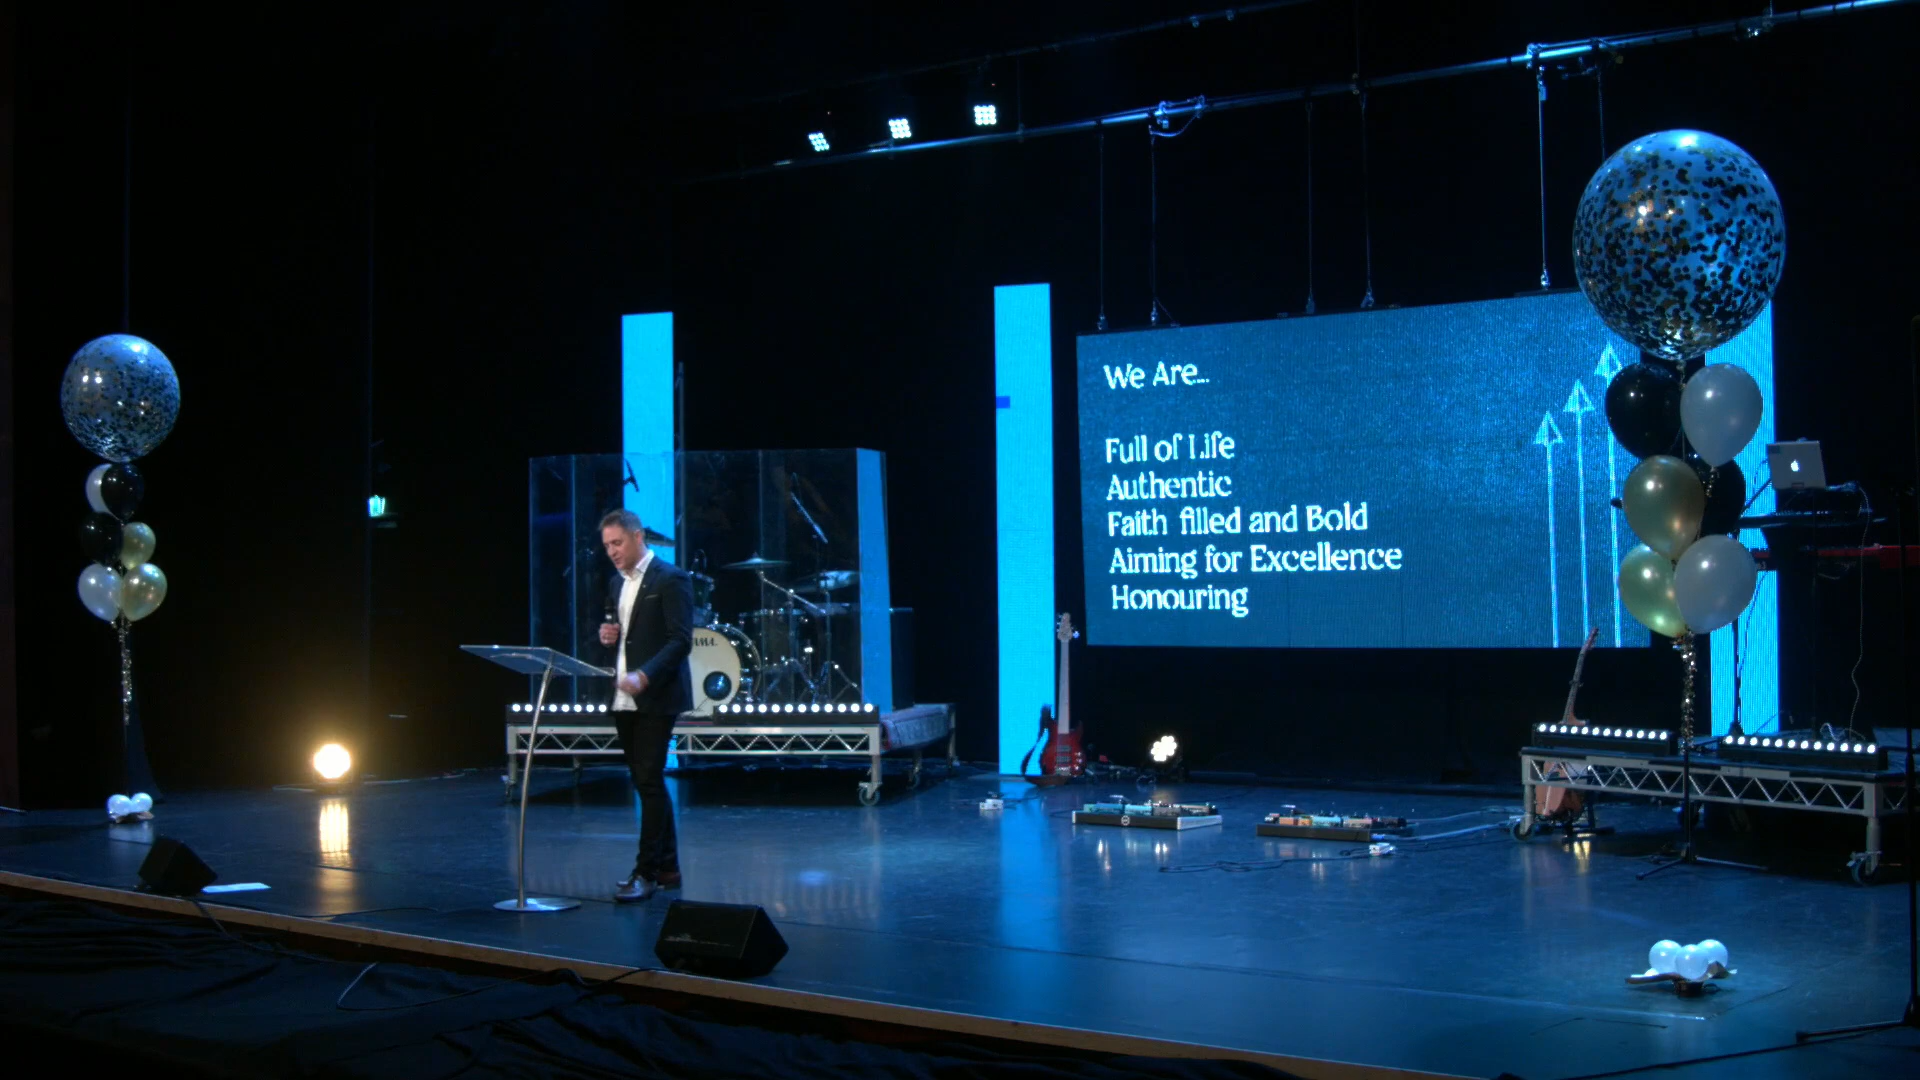 We Are...
Full of Life
Authentic
Faith filled and Bold
Aiming for Excellence
Honouring